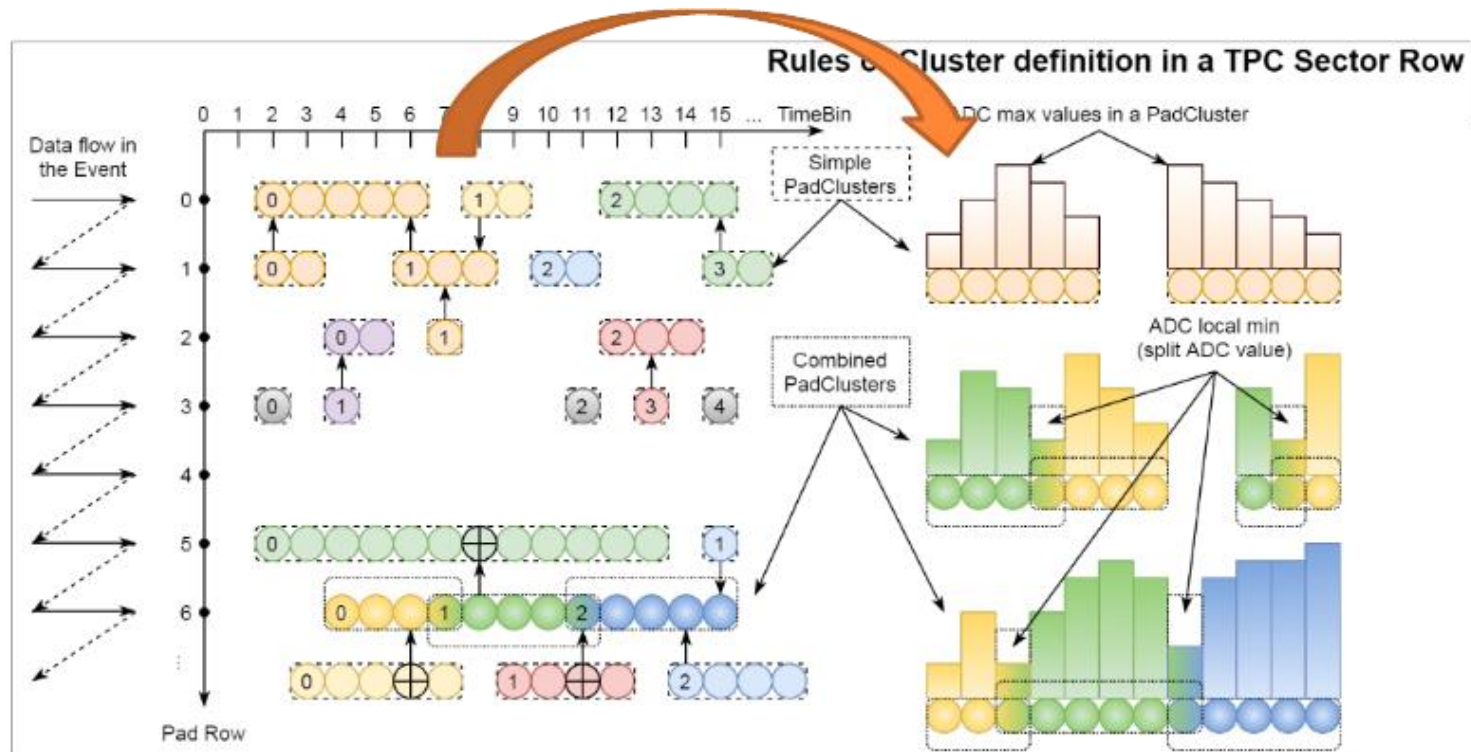 Rules Cluster definition in a TPC Sector Row
0 1 2 3 4 5 6 7 8 9 10 11 12 13 14 15 ... TimeBin
Data flow in
the Event
max values in a PadCluster
Simple
PadClusters
0 0 1 2
1 0 1 2 3
2 0 1 2
ADC local min
(split ADC value)
Combined
PadClusters
3 0 1 2 3 4
4
5 0 1
6 0 1 2
...
0 1 2
Pad Row